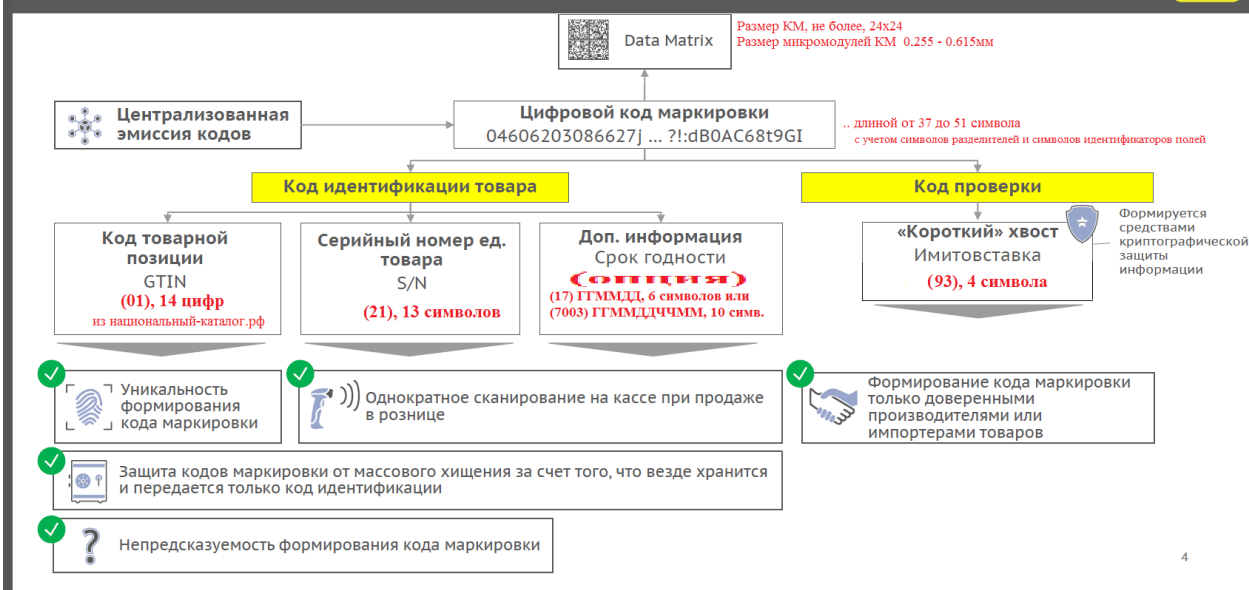 Data Matrix
Размер КМ, не более, 24x24
Размер микромодулей КМ 0.255 - 0.615мм
Централизованная
эмиссия кодов
Цифровой код маркировки
04606203086627j ... ?!:dB0AC68t9GI
.. длиной от 37 до 51 символа
с учетом символов разделителей и символов идентификаторов полей
Код идентификации товара
Код проверки
Код товарной
позиции
GTIN
(01), 14 цифр
из национальный-каталог.рф
Серийный номер ед.
товара
S/N
(21), 13 символов
Доп. информация
Срок годности
(опция)
(17) ГГММДД, 6 символов или
(7003) ГГММДДЧЧММ, 10 симв.
«Короткий» хвост
Имитовставка
(93), 4 символа
Формируется
средствами
криптографической
защиты
информации
Уникальность
формирования
кода маркировки
Однократное сканирование на кассе при продаже
в рознице
Формирование кода маркировки
только доверенными
производителями или
импортерами товаров
Защита кодов маркировки от массового хищения за счет того, что везде хранится
и передается только код идентификации
Непредсказуемость формирования кода маркировки
4